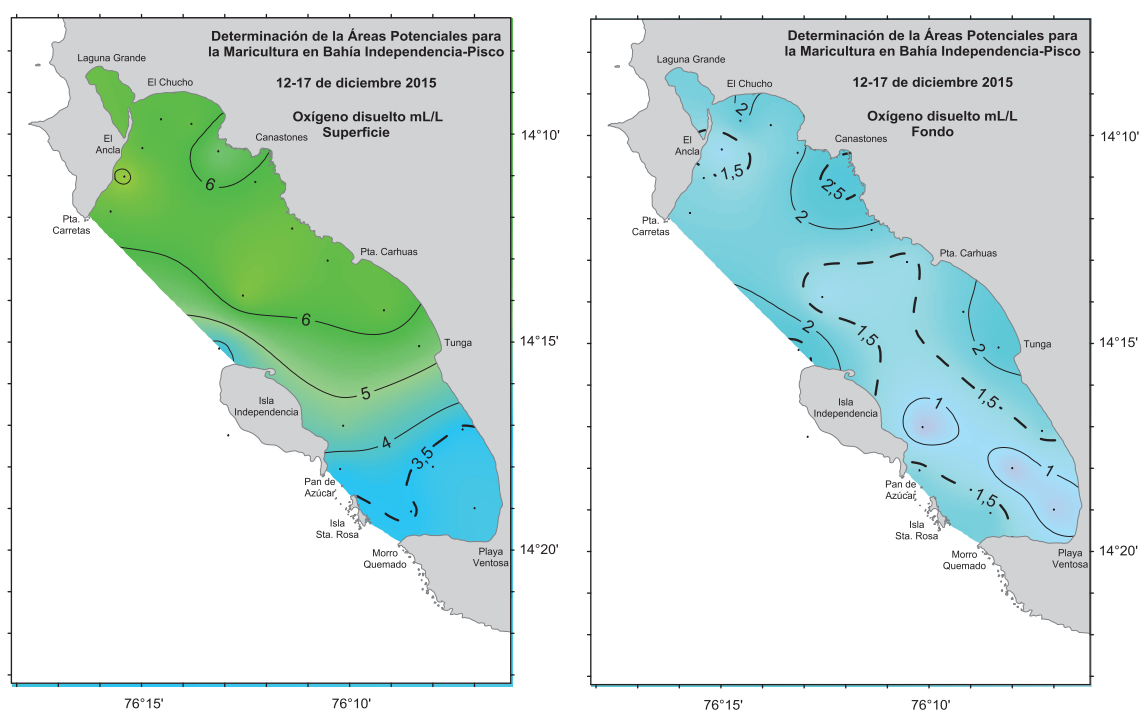 Determinación de la Áreas Potenciales para
la Maricultura en Bahía Independencia-Pisco
12-17 de diciembre 2015
Oxígeno disuelto mL/L
Superficie
Laguna Grande
El Chucho
El
Ancla
Canastones
6
Pta.
Carretas
Pta. Carhuas
6
Tunga
5
Isla
Independencia
4
3,5
Pan de
Azúcar
Isla
Sta. Rosa
Morro
Quemado
Playa
Ventosa
14°10'
14°15'
14°20'
76°15'
76°10'
Determinación de la Áreas Potenciales para
la Maricultura en Bahía Independencia-Pisco
12-17 de diciembre 2015
Oxígeno disuelto mL/L
Fondo
Laguna Grande
El Chucho
2
El
Ancla
Canastones
1,5
2,5
2
Pta.
Carretas
Pta. Carhuas
2
1,5
2
Tunga
Isla
Independencia
1
1,5
1
Pan de
Azúcar
1,5
Isla
Sta. Rosa
Morro
Quemado
Playa
Ventosa
14°10'
14°15'
14°20'
76°15'
76°10'